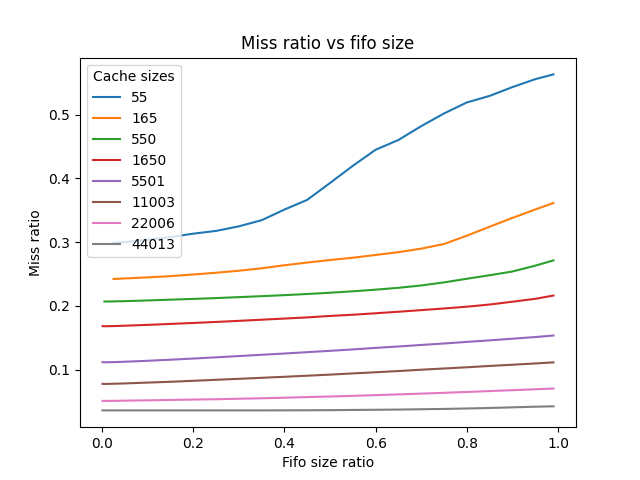 Miss ratio vs fifo size
Cache sizes
55
165
550
1650
5501
11003
22006
44013
0.5
0.4
0.3
0.2
0.1
Miss ratio
0.0 0.2 0.4 0.6 0.8 1.0
Fifo size ratio